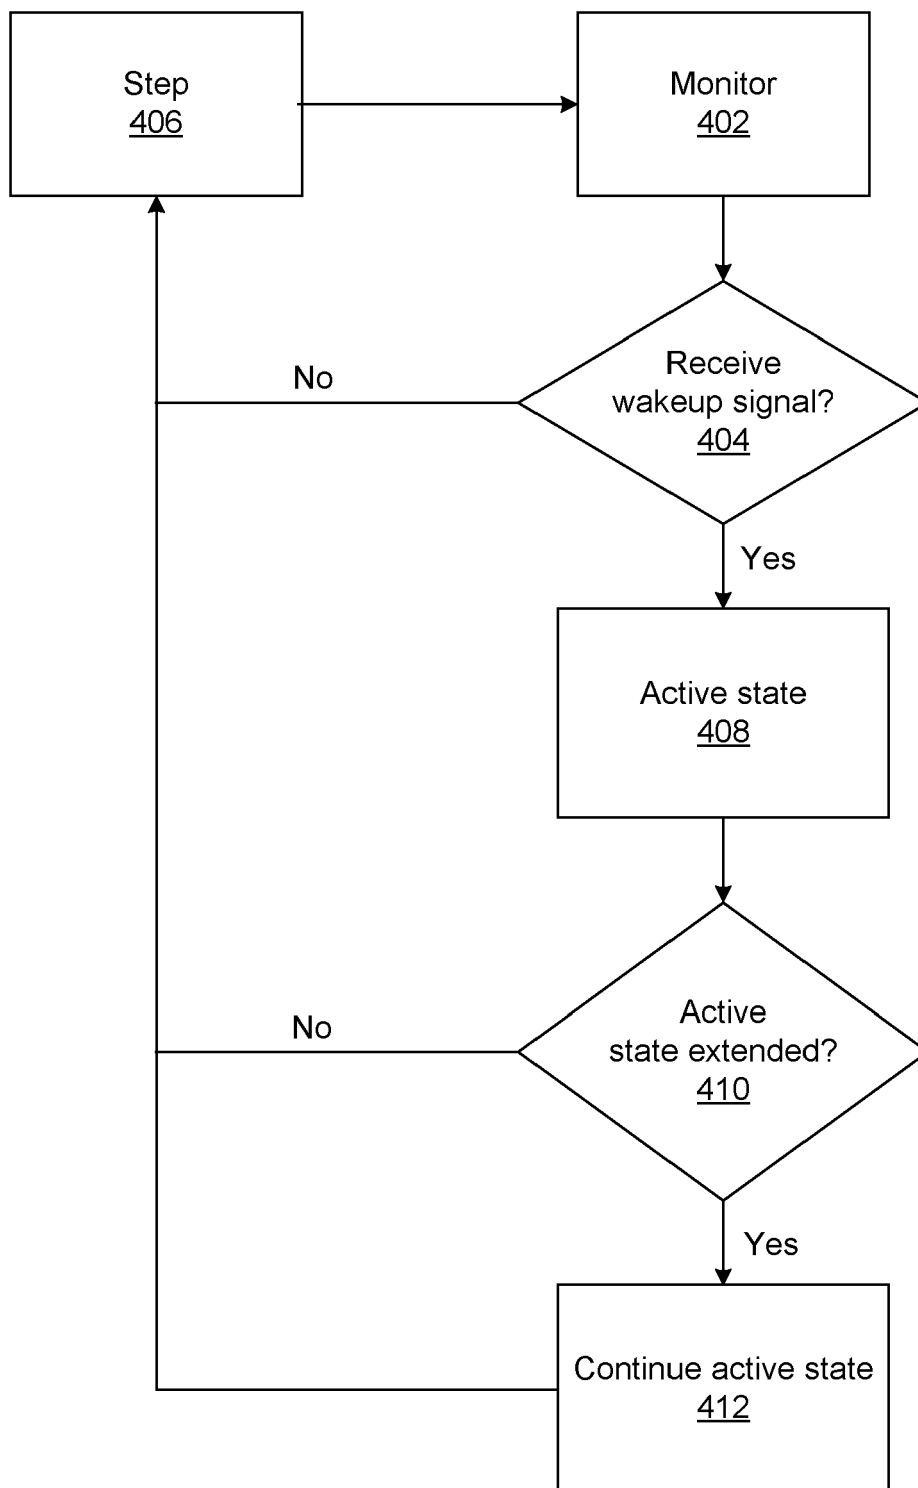 Step
406
Monitor
402
Receive
wakeup signal?
404
No
Yes
Active state
408
Active
state extended?
410
No
Yes
Continue active state
412